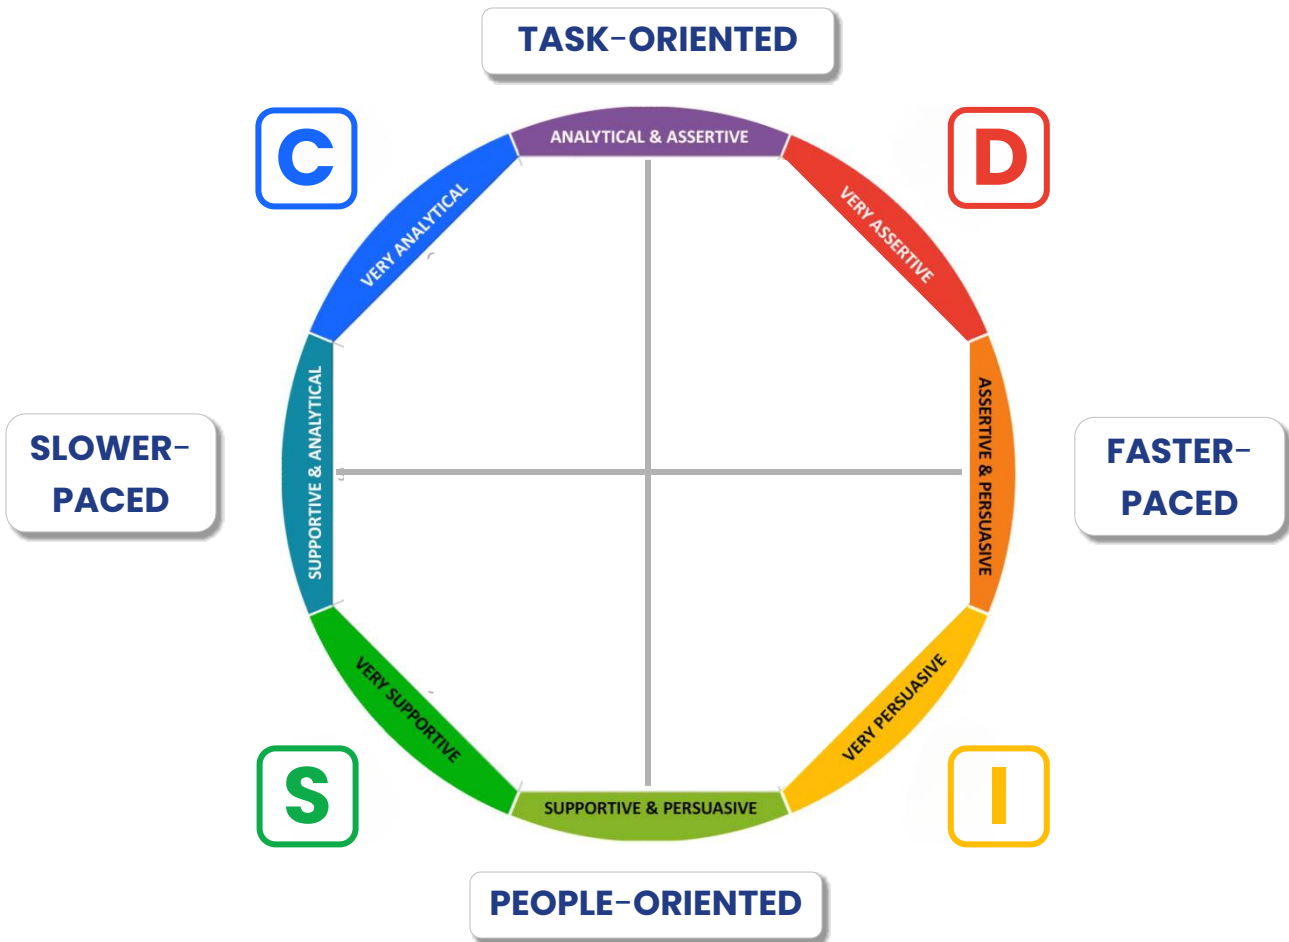 TASK-ORIENTED
C
ANALYTICAL & ASSERTIVE
D
VERY ANALYTICAL
VERY ASSERTIVE
SLOWER-
PACED
SUPPORTIVE & ANALYTICAL
ASSERTIVE & PERSUASIVE
FASTER-
PACED
VERY SUPPORTIVE
VERY PERSUASIVE
S
SUPPORTIVE & PERSUASIVE
I
PEOPLE-ORIENTED